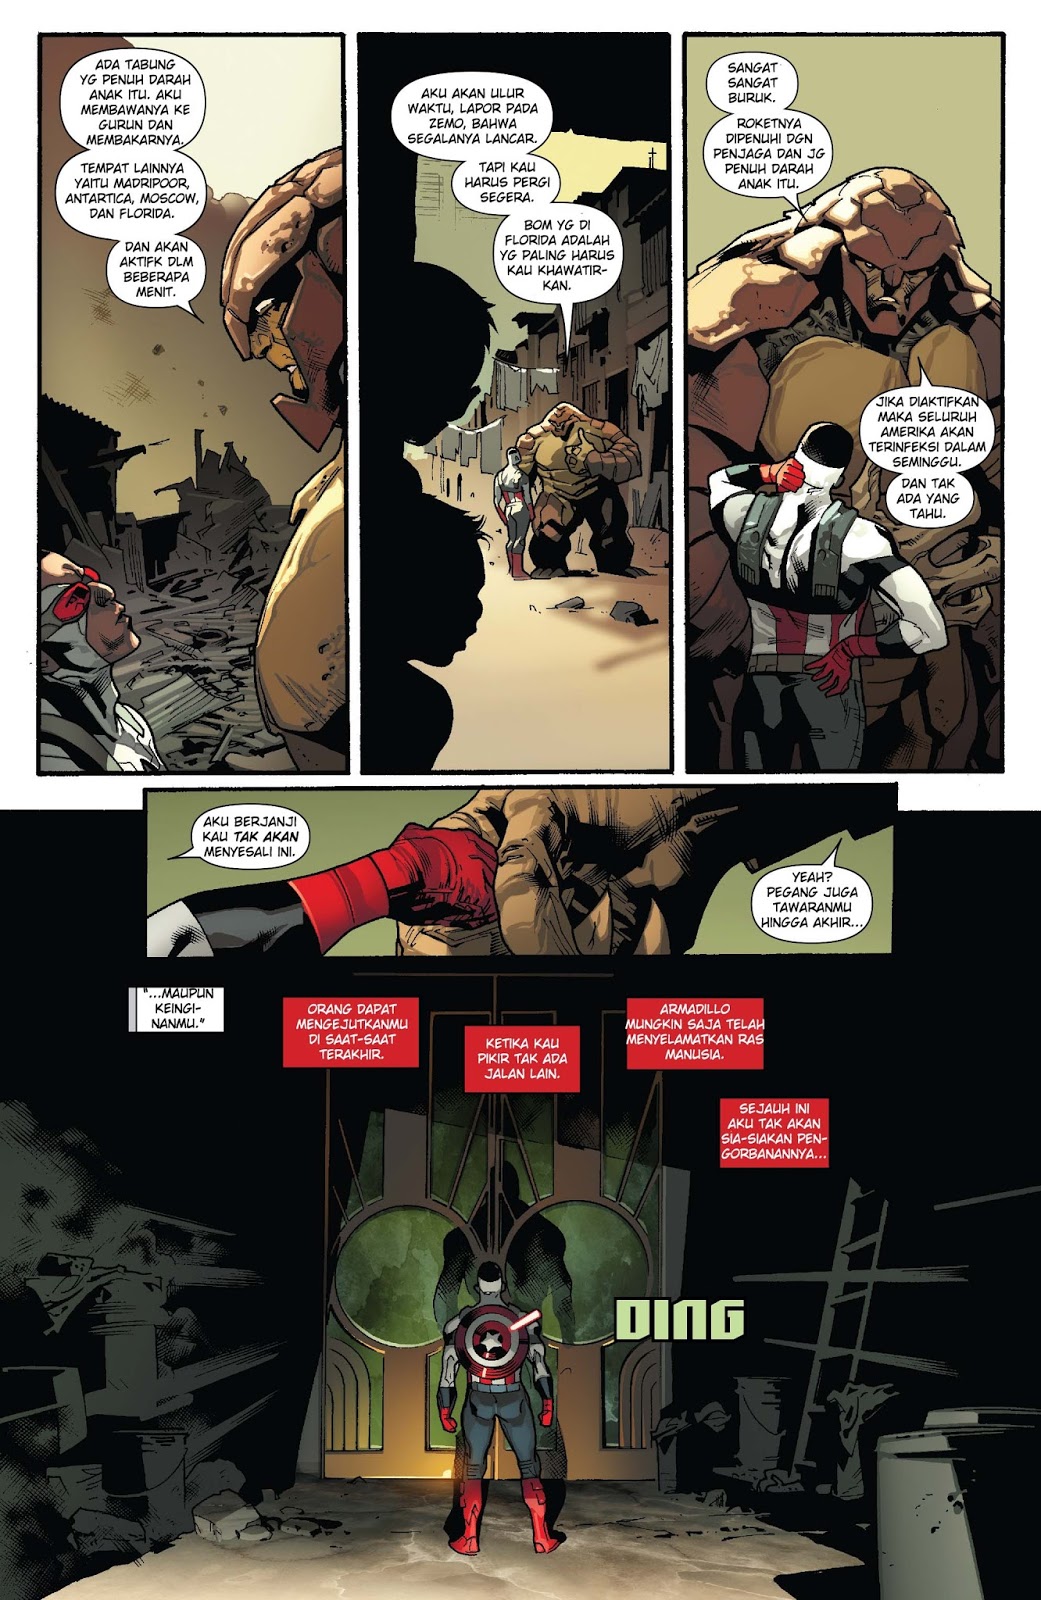 ADA TABUNG
YG PENUH DARAH
ANAK ITU. AKU
MEMBAWANYA KE
GURUN DAN
MEMBAKARNYA.
TEMPAT LAINNYA
YAITU MADRIPOOR,
ANTARTICA, MOSCOW,
DAN FLORIDA.
DAN AKAN
AKTIFK DLM
BEBERAPA
MENIT.
AKU AKAN ULUR
WAKTU, LAPOR PADA
ZEMO, BAHWA
SEGALANYA LANCAR.
TAPI KAU
HARUS PERGI
SEGERA.
BOM YG DI
FLORIDA ADALAH
YG PALING HARUS
KAU KHAWATIR-
KAN.
SANGAT
SANGAT
BURUK.
ROKETNYA
DIPENUHI DGN
PENJAGA DAN JG
PENUH DARAH
ANAK ITU.
JIKA DIAKTIFKAN
MAKA SELURUH
AMERIKA AKAN
TERINFEKSI DALAM
SEMINGGU.
DAN TAK
ADA YANG
TAHU.
AKU BERJANJI
KAU TAK AKAN
MENYESALI INI.
YEAH?
PEGANG JUGA
TAWARANMU
HINGGA AKHIR...
"...MAUPUN
KEINGI-
NANMU."
ORANG DAPAT
MENGEJUTKANMU
DI SAAT-SAAT
TERAKHIR.
KETIKA KAU
PIKIR TAK ADA
JALAN LAIN.
ARMADILLO
MUNGKIN SAJA TELAH
MENYELAMATKAN RAS
MANUSIA.
SEJAUH INI
AKU TAK AKAN
SIA-SIAKAN PEN-
GORBANANNYA...
DING